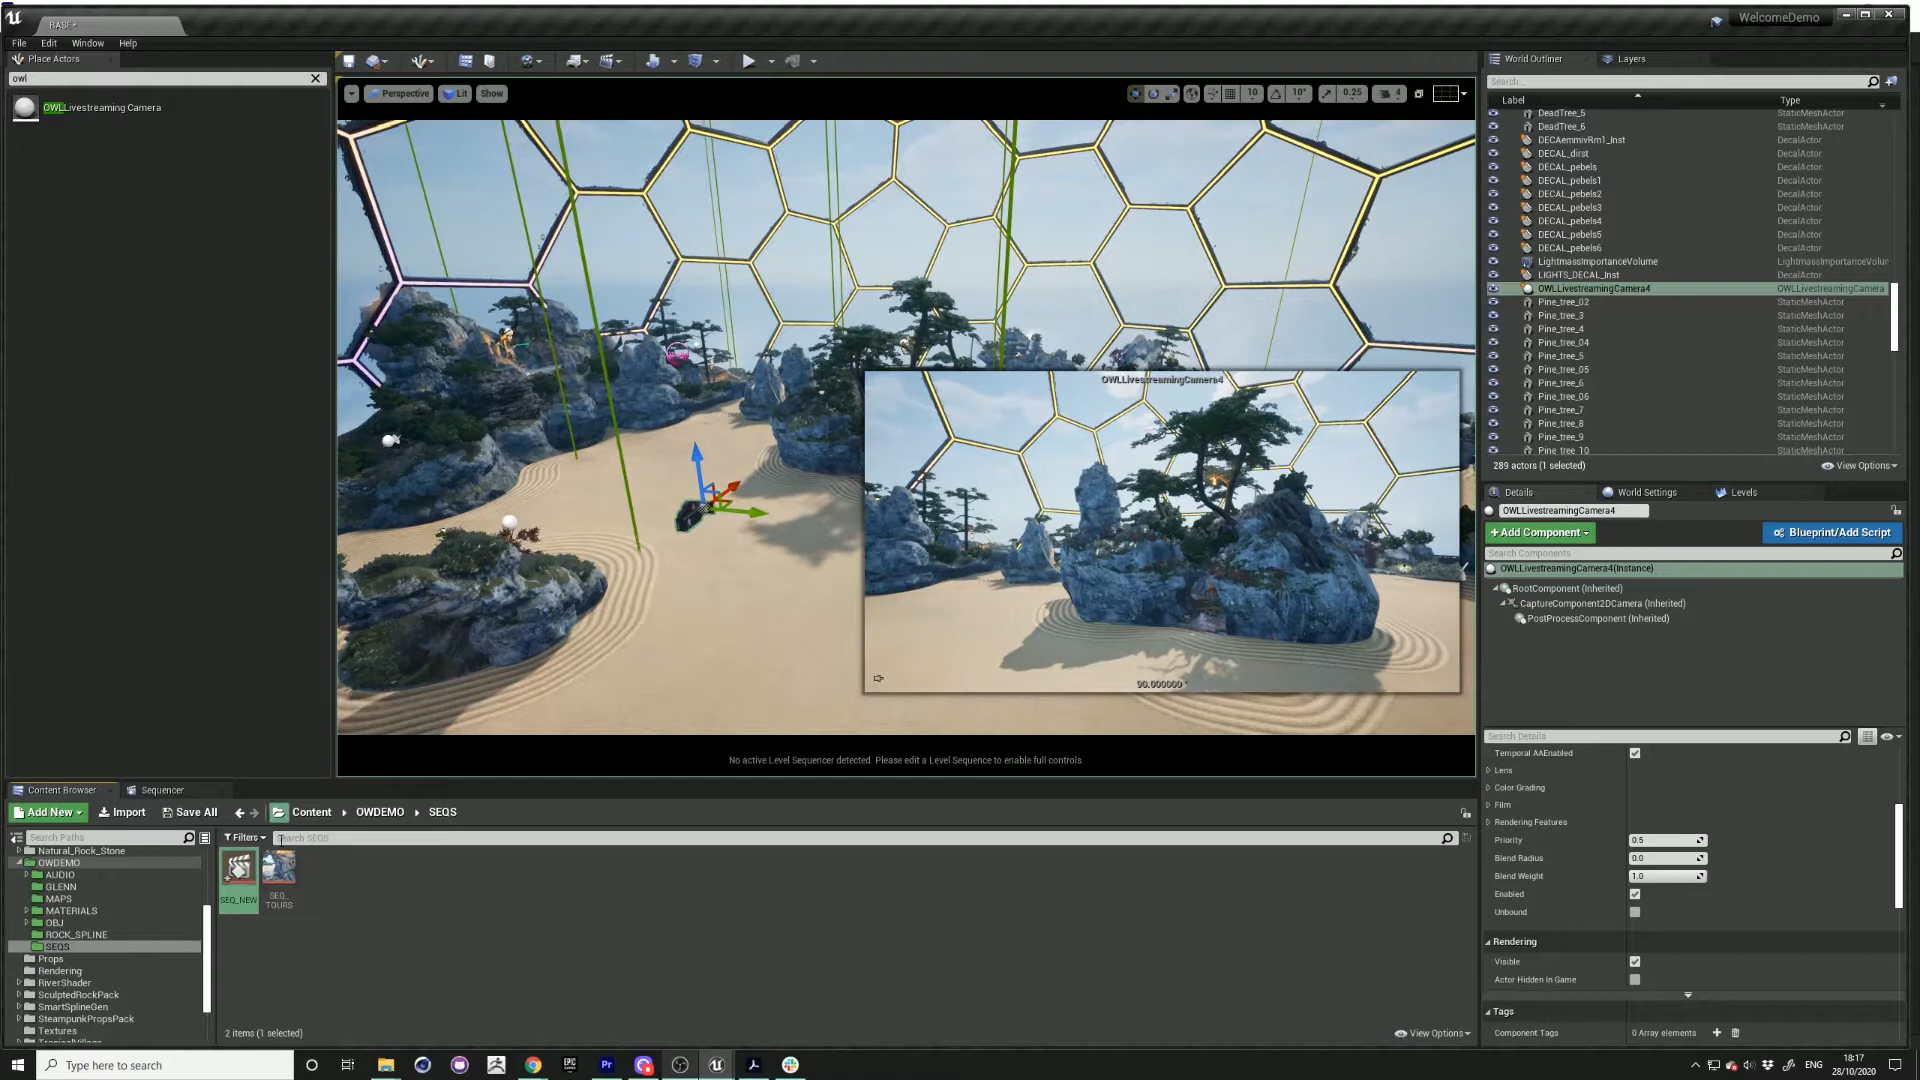 BASE*
WelcomeDemo
File Edit Window Help
Place Actors
owl
OWLLivestreaming Camera
Perspective Lit Show
10 10° 0.25 4
OWLLivestreamingCamera4
90.000000 °
No active Level Sequencer detected. Please edit a Level Sequence to enable full controls.
World Outliner Layers
Search...
Label Type
DeadTree_5 StaticMeshActor
DeadTree_6 StaticMeshActor
DECAemmivRm1_Inst DecalActor
DECAL_dirst DecalActor
DECAL_pebels DecalActor
DECAL_pebels1 DecalActor
DECAL_pebels2 DecalActor
DECAL_pebels3 DecalActor
DECAL_pebels4 DecalActor
DECAL_pebels5 DecalActor
DECAL_pebels6 DecalActor
LightmassImportanceVolume LightmassImportanceVolum
LIGHTS_DECAL_Inst DecalActor
OWLLivestreamingCamera4 OWLLivestreamingCamera
Pine_tree_02 StaticMeshActor
Pine_tree_3 StaticMeshActor
Pine_tree_4 StaticMeshActor
Pine_tree_04 StaticMeshActor
Pine_tree_5 StaticMeshActor
Pine_tree_05 StaticMeshActor
Pine_tree_6 StaticMeshActor
Pine_tree_06 StaticMeshActor
Pine_tree_7 StaticMeshActor
Pine_tree_8 StaticMeshActor
Pine_tree_9 StaticMeshActor
Pine_tree_10 StaticMeshActor
289 actors (1 selected) View Options
Details World Settings Levels
OWLLivestreamingCamera4
+Add Component Blueprint/Add Script
Search Components
OWLLivestreamingCamera4(Instance)
RootComponent (Inherited)
CaptureComponent2DCamera (Inherited)
PostProcessComponent (Inherited)
Search Details
Temporal AAEnabled
Lens
Color Grading
Film
Rendering Features
Priority 0.5
Blend Radius 0.0
Blend Weight 1.0
Enabled
Unbound
Rendering
Visible
Actor Hidden In Game
Tags
Component Tags 0 Array elements
Content Browser Sequencer
Add New Import Save All Content OWDEMO SEQS
Search Paths Filters Search SEQS
Natural_Rock_Stone
OWDEMO
AUDIO
GLENN
MAPS
MATERIALS
OBJ
ROCK_SPLINE
SEQS
Props
Rendering
RiverShader
SculptedRockPack
SmartSplineGen
SteampunkPropsPack
Textures
TropicalVillage
SEQ_NEW
SEQ_
TOURS
2 items (1 selected) View Options
Type here to search
EPIC GAMES
Pr
ENG
18:17
28/10/2020